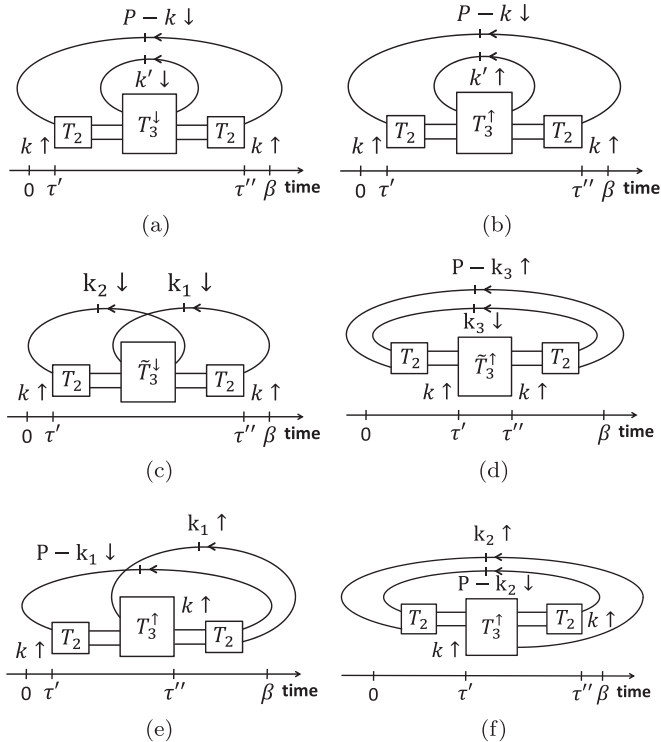 P − k ↓ P − k ↓
k′ ↓ k′ ↑
T₂ T₃↓ T₂ T₂ T₃↑ T₂
k ↑ k ↑ k ↑ k ↑
0 τ′ τ″ β time 0 τ′ τ″ β time
(a) (b)
k₂ ↓ k₁ ↓ P − k₃ ↑
k₃ ↓
T₂ T̃₃↓ T₂ T₂ T̃₃↑ T₂
k ↑ k ↑ k ↑ k ↑
0 τ′ τ″ β time 0 τ′ τ″ β time
(c) (d)
k₁ ↑ k₂ ↑
P − k₁ ↓ P − k₂ ↓
k ↑
T₂ T₃↑ T₂ T₂ T₃↑ T₂
k ↑ k ↑ k ↑
0 τ′ τ″ β time 0 τ′ τ″ β time
(e) (f)